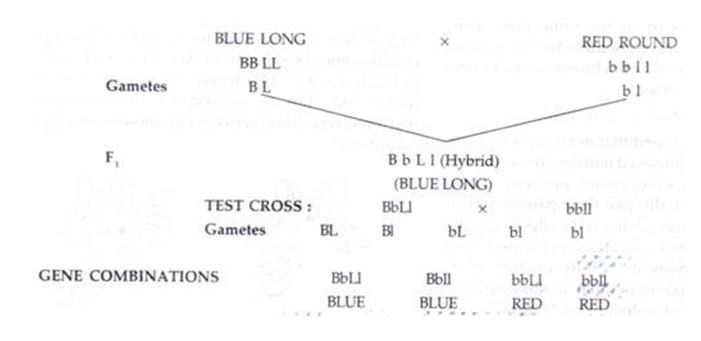 BLUE LONG × RED ROUND
BB LL b b l l
Gametes B L b l
F₁ B b L l (Hybrid)
(BLUE LONG)
TEST CROSS : BbLl × bbll
Gametes BL Bl bL bl bl
GENE COMBINATIONS BbLl Bbll bbLl bbll
BLUE BLUE RED RED